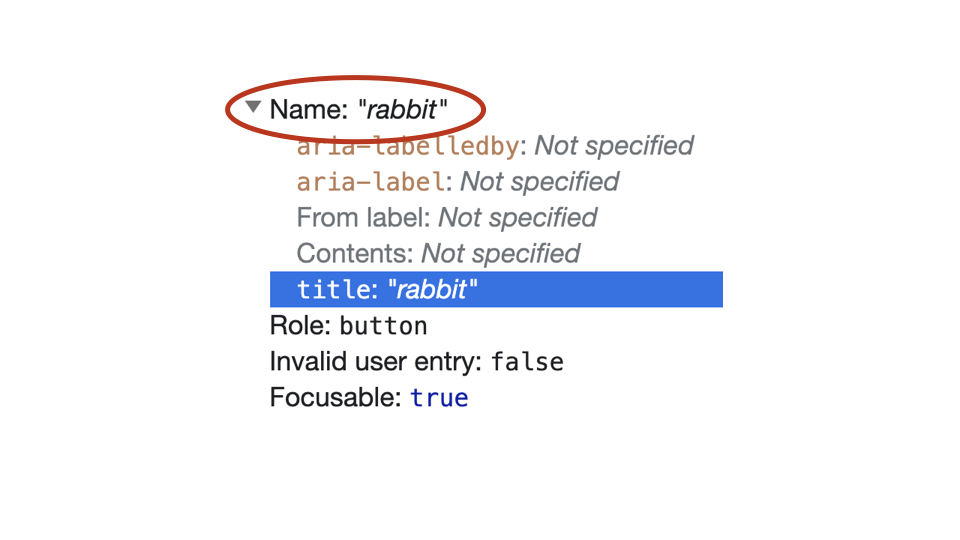 Name: "rabbit"
aria-labelledby: Not specified
aria-label: Not specified
From label: Not specified
Contents: Not specified
title: "rabbit"
Role: button
Invalid user entry: false
Focusable: true